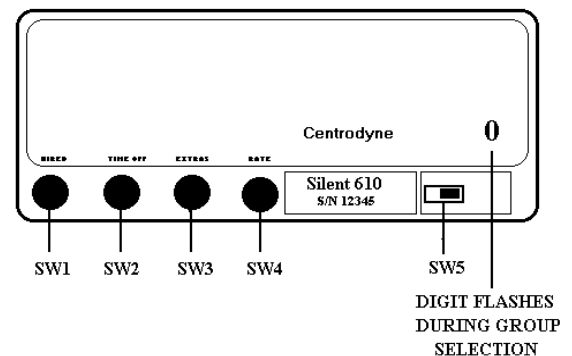 Centrodyne
0
HIRED TIME OFF EXTRAS RATE
Silent 610
S/N 12345
SW1 SW2 SW3 SW4 SW5
DIGIT FLASHES
DURING GROUP
SELECTION